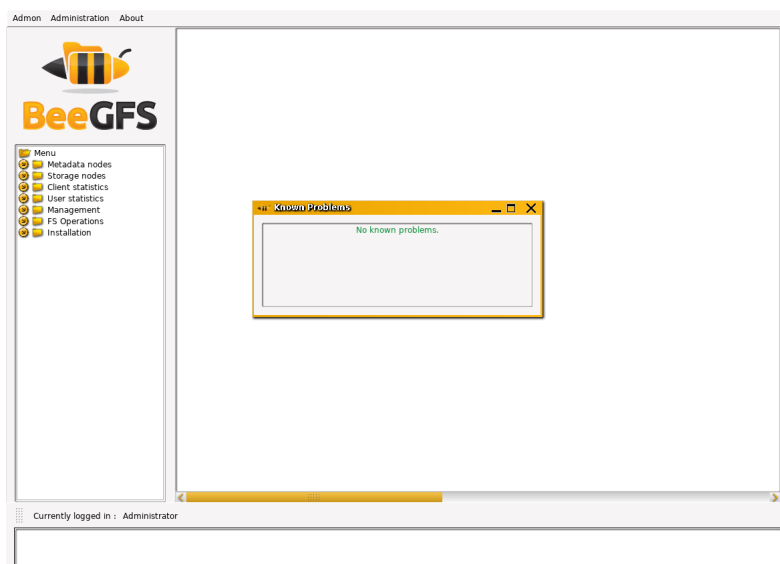 Admon Administration About
BeeGFS
Menu
Metadata nodes
Storage nodes
Client statistics
User statistics
Management
FS Operations
Installation
Known Problems
No known problems.
Currently logged in : Administrator